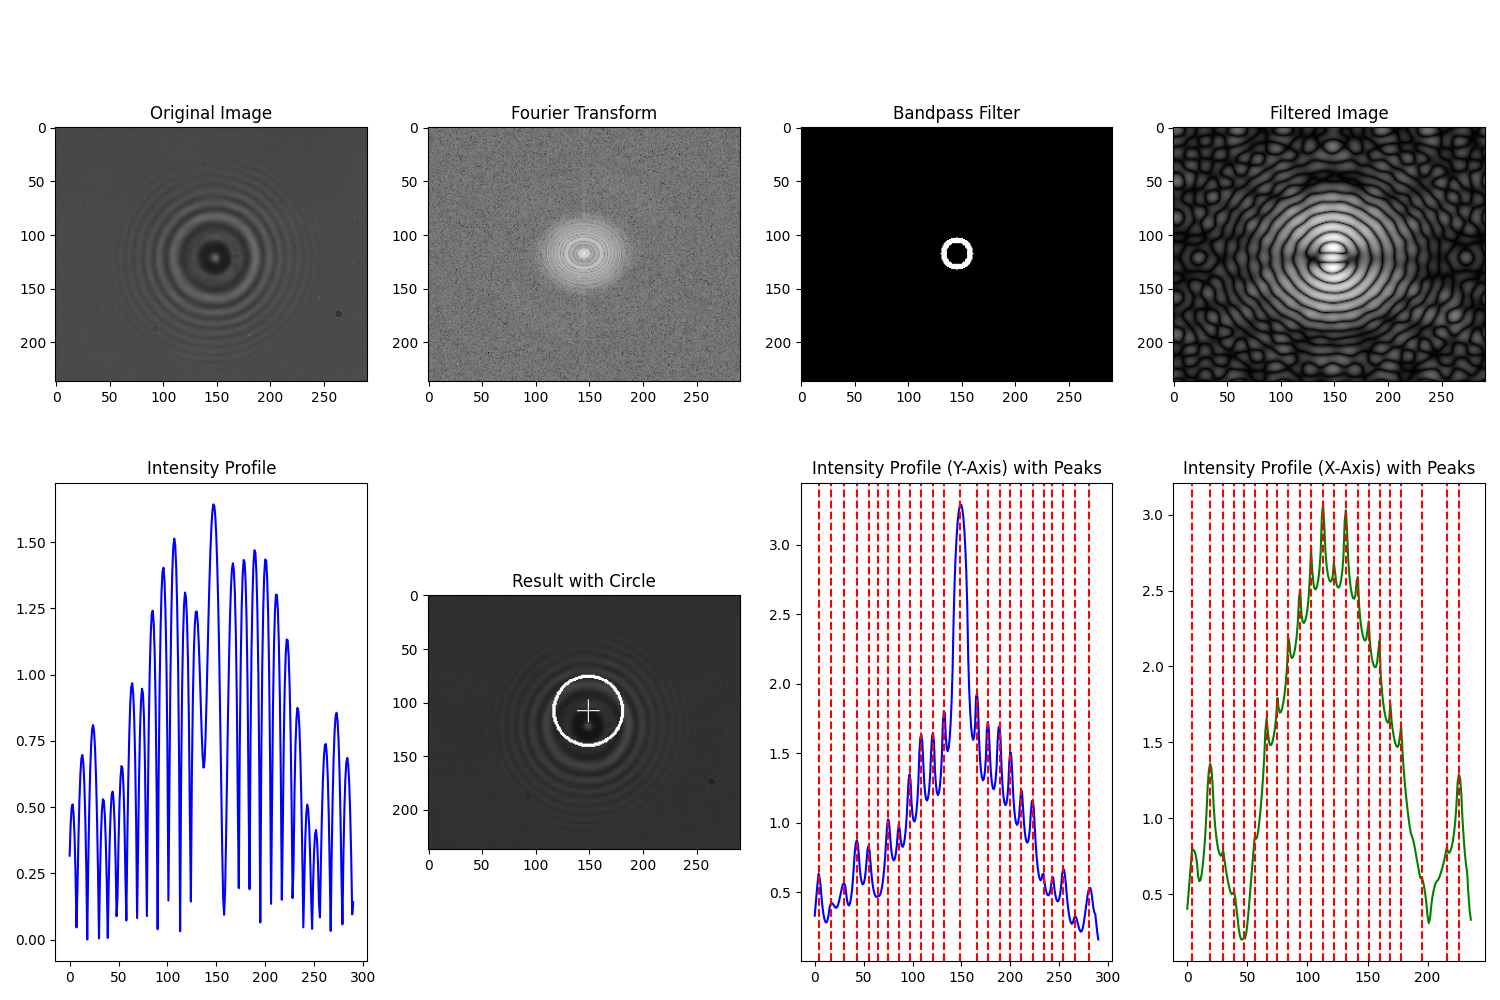 Original Image
Fourier Transform
Bandpass Filter
Filtered Image
0
50
100
150
200
0 50 100 150 200 250
0
50
100
150
200
0 50 100 150 200 250
0
50
100
150
200
0 50 100 150 200 250
0
50
100
150
200
0 50 100 150 200 250
Intensity Profile
1.50
1.25
1.00
0.75
0.50
0.25
0.00
0 50 100 150 200 250 300
Result with Circle
0
50
100
150
200
0 50 100 150 200 250
Intensity Profile (Y-Axis) with Peaks
3.0
2.5
2.0
1.5
1.0
0.5
0 50 100 150 200 250 300
Intensity Profile (X-Axis) with Peaks
3.0
2.5
2.0
1.5
1.0
0.5
0 50 100 150 200